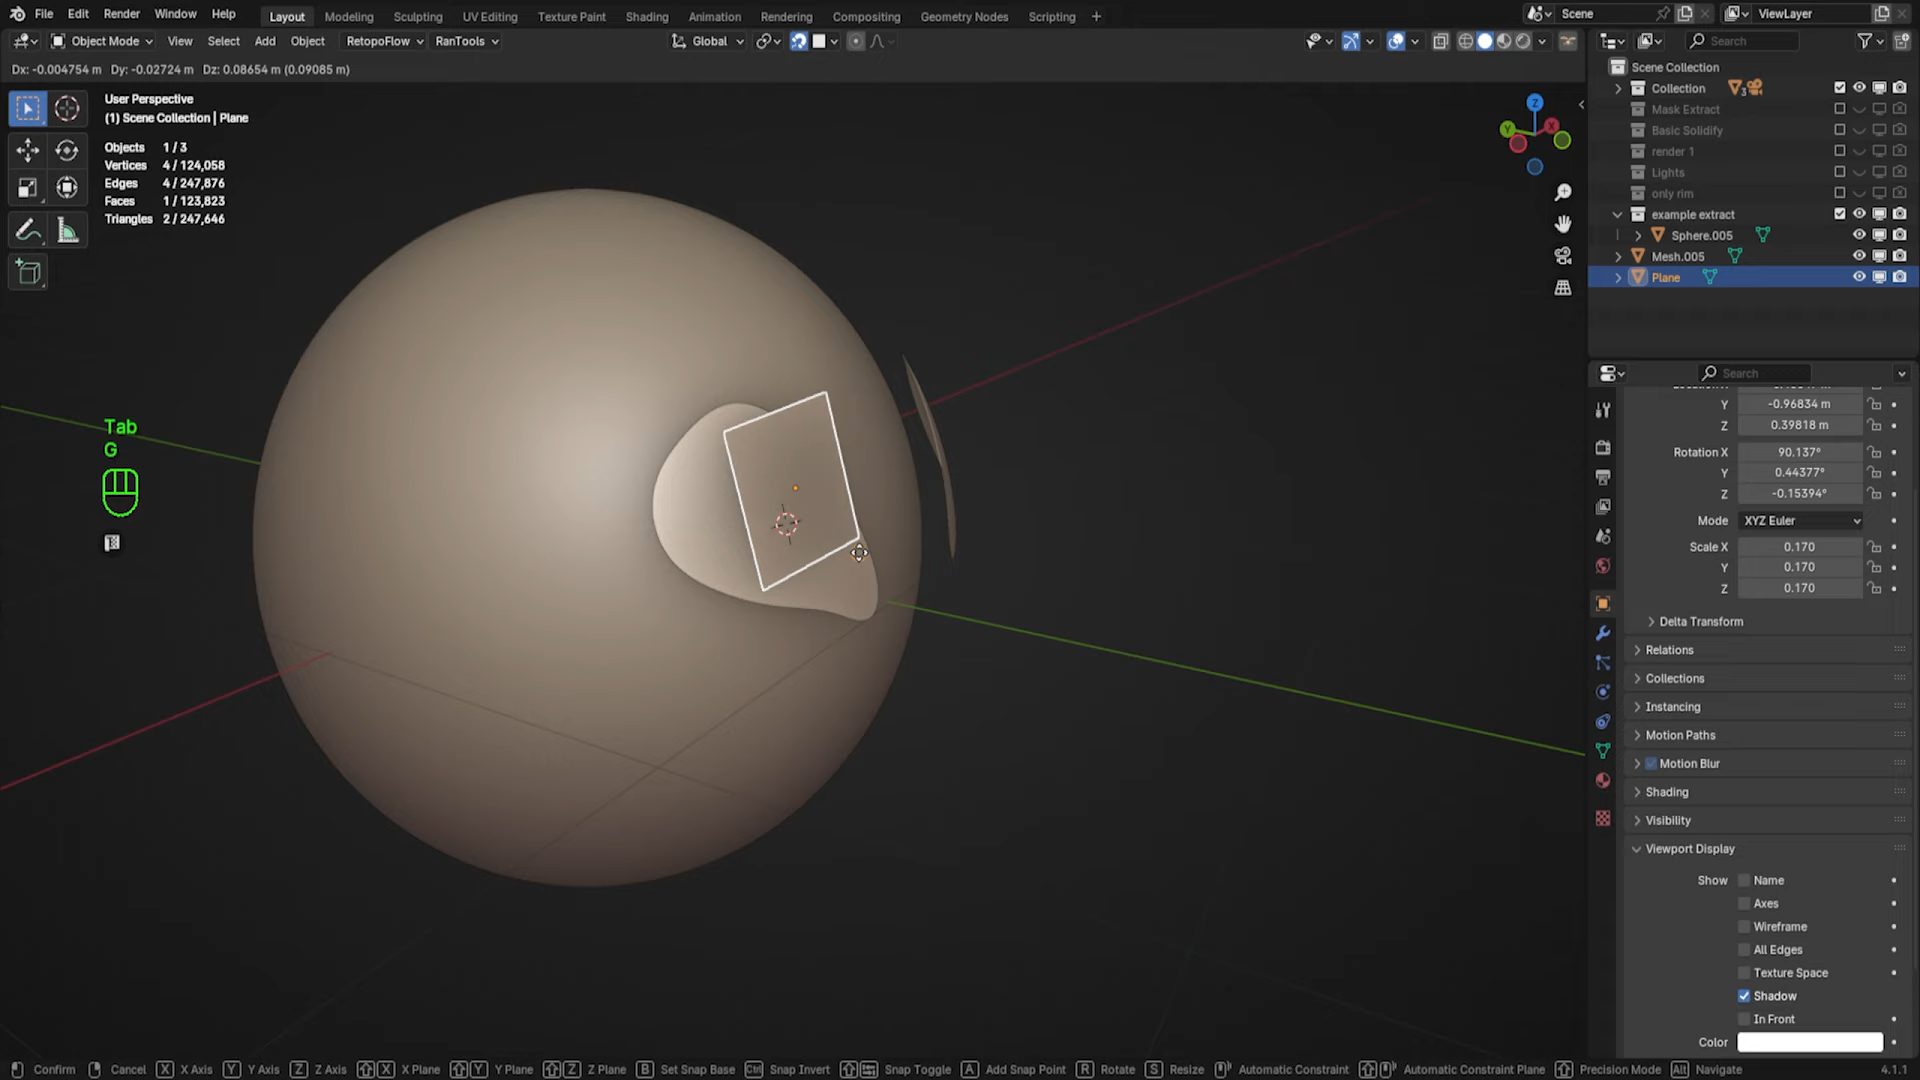 File Edit Render Window Help Layout Modeling Sculpting UV Editing Texture Paint Shading Animation Rendering Compositing Geometry Nodes Scripting + Scene ViewLayer
Object Mode View Select Add Object RetopoFlow RanTools Global Search
Dx: -0.004754 m Dy: -0.02724 m Dz: 0.08654 m (0.09085 m)
User Perspective
(1) Scene Collection | Plane
Objects 1 / 3
Vertices 4 / 124,058
Edges 4 / 247,876
Faces 1 / 123,823
Triangles 2 / 247,646
Z
Y
X
Tab
G
Scene Collection
Collection 3
Mask Extract
Basic Solidify
render 1
Lights
only rim
example extract
Sphere.005
Mesh.005
Plane
Search
Y -0.96834 m
Z 0.39818 m
Rotation X 90.137°
Y 0.44377°
Z -0.15394°
Mode XYZ Euler
Scale X 0.170
Y 0.170
Z 0.170
Delta Transform
Relations
Collections
Instancing
Motion Paths
Motion Blur
Shading
Visibility
Viewport Display
Show Name
Axes
Wireframe
All Edges
Texture Space
Shadow
In Front
Color
Confirm Cancel X X Axis Y Y Axis Z Z Axis X X Plane Y Y Plane Z Z Plane B Set Snap Base Ctrl Snap Invert Snap Toggle A Add Snap Point R Rotate S Resize Automatic Constraint Automatic Constraint Plane Precision Mode Alt Navigate 4.1.1